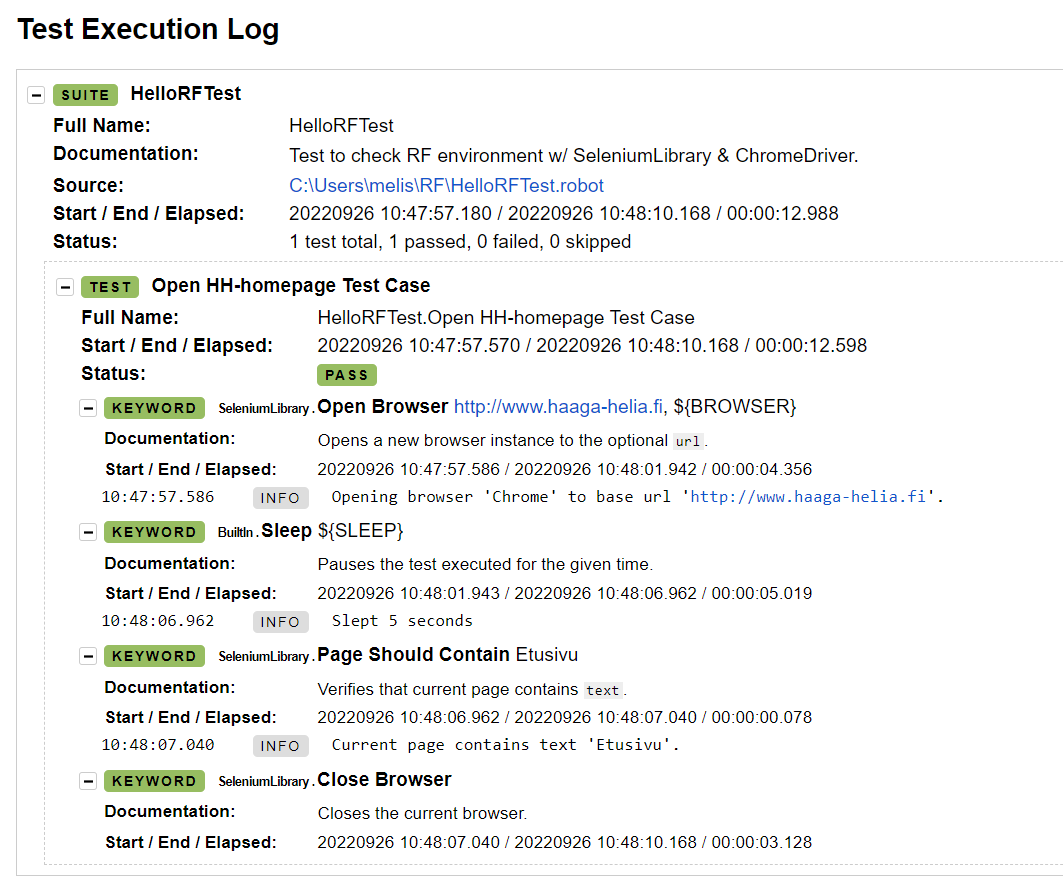 Test Execution Log
SUITE HelloRFTest
Full Name: HelloRFTest
Documentation: Test to check RF environment w/ SeleniumLibrary & ChromeDriver.
Source: C:\Users\melis\RF\HelloRFTest.robot
Start / End / Elapsed: 20220926 10:47:57.180 / 20220926 10:48:10.168 / 00:00:12.988
Status: 1 test total, 1 passed, 0 failed, 0 skipped
TEST Open HH-homepage Test Case
Full Name: HelloRFTest.Open HH-homepage Test Case
Start / End / Elapsed: 20220926 10:47:57.570 / 20220926 10:48:10.168 / 00:00:12.598
Status: PASS
KEYWORD SeleniumLibrary.Open Browser http://www.haaga-helia.fi, ${BROWSER}
Documentation: Opens a new browser instance to the optional url.
Start / End / Elapsed: 20220926 10:47:57.586 / 20220926 10:48:01.942 / 00:00:04.356
10:47:57.586 INFO Opening browser 'Chrome' to base url 'http://www.haaga-helia.fi'.
KEYWORD BuiltIn.Sleep ${SLEEP}
Documentation: Pauses the test executed for the given time.
Start / End / Elapsed: 20220926 10:48:01.943 / 20220926 10:48:06.962 / 00:00:05.019
10:48:06.962 INFO Slept 5 seconds
KEYWORD SeleniumLibrary.Page Should Contain Etusivu
Documentation: Verifies that current page contains text.
Start / End / Elapsed: 20220926 10:48:06.962 / 20220926 10:48:07.040 / 00:00:00.078
10:48:07.040 INFO Current page contains text 'Etusivu'.
KEYWORD SeleniumLibrary.Close Browser
Documentation: Closes the current browser.
Start / End / Elapsed: 20220926 10:48:07.040 / 20220926 10:48:10.168 / 00:00:03.128